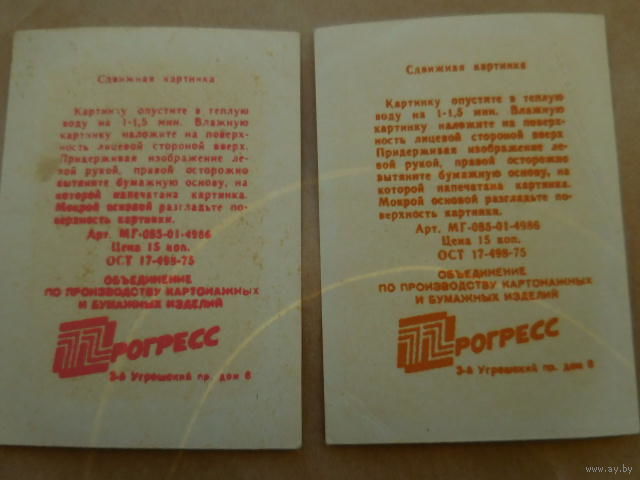 Сдвижная картинка
Картинку опустите в теплую
воду на 1-1,5 мин. Влажную
картинку наложите на поверх-
ность лицевой стороной вверх.
Придерживая изображение ле-
вой рукой, правой осторожно
вытяните бумажную основу, на
которой напечатана картинка.
Мокрой основой разгладьте по-
верхность картинки.
Арт. МГ-085-01-4986
Цена 15 коп.
ОСТ 17-498-75
ОБЪЕДИНЕНИЕ
ПО ПРОИЗВОДСТВУ КАРТОНАЖНЫХ
И БУМАЖНЫХ ИЗДЕЛИЙ
ПРОГРЕСС
3-й Угрешский пр. дом 8
Сдвижная картинка
Картинку опустите в теплую
воду на 1-1,5 мин. Влажную
картинку наложите на поверх-
ность лицевой стороной вверх.
Придерживая изображение ле-
вой рукой, правой осторожно
вытяните бумажную основу, на
которой напечатана картинка.
Мокрой основой разгладьте по-
верхность картинки.
Арт. МГ-085-01-4986
Цена 15 коп.
ОСТ 17-498-75
ОБЪЕДИНЕНИЕ
ПО ПРОИЗВОДСТВУ КАРТОНАЖНЫХ
И БУМАЖНЫХ ИЗДЕЛИЙ
ПРОГРЕСС
3-й Угрешский пр. дом 8
www.ay.by